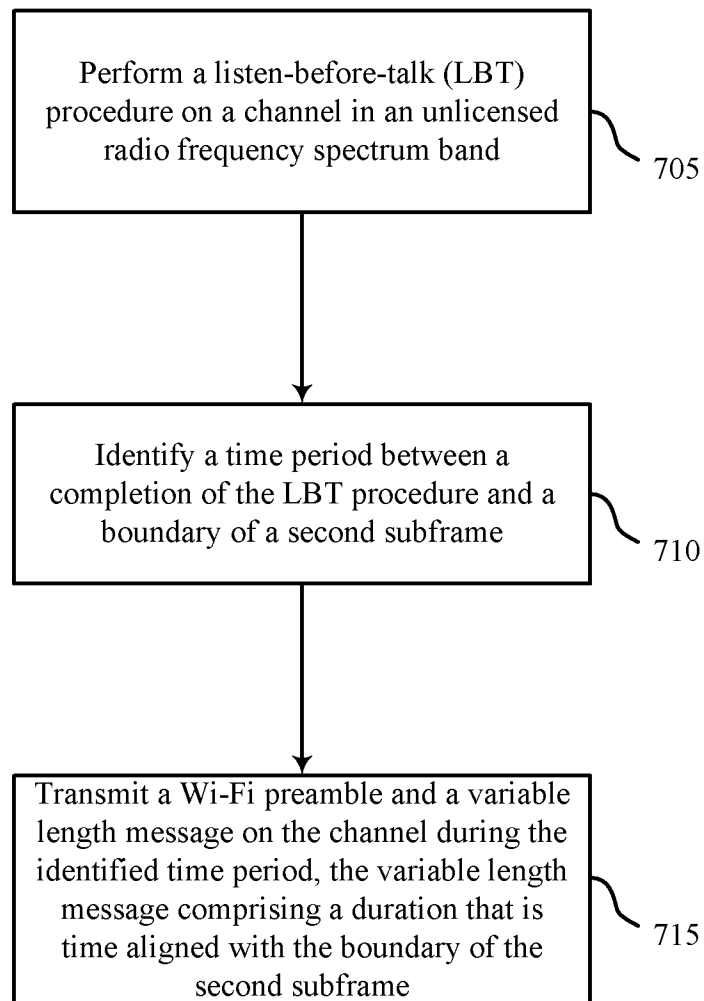 Perform a listen-before-talk (LBT)
procedure on a channel in an unlicensed
radio frequency spectrum band
705
Identify a time period between a
completion of the LBT procedure and a
boundary of a second subframe
710
Transmit a Wi-Fi preamble and a variable
length message on the channel during the
identified time period, the variable length
message comprising a duration that is
time aligned with the boundary of the
second subframe
715